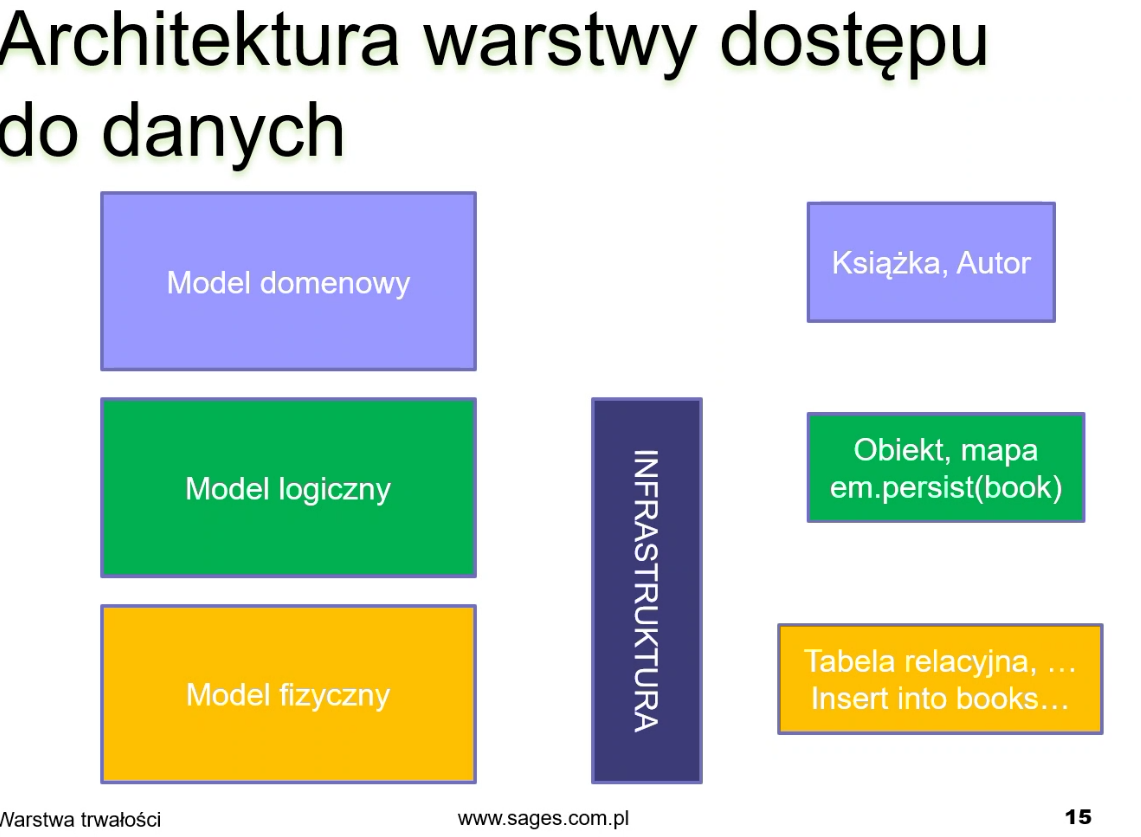 Architektura warstwy dostępu
do danych
Model domenowy
Książka, Autor
Model logiczny
INFRASTRUKTURA
Obiekt, mapa
em.persist(book)
Model fizyczny
Tabela relacyjna, …
Insert into books…
Warstwa trwałości
www.sages.com.pl
15